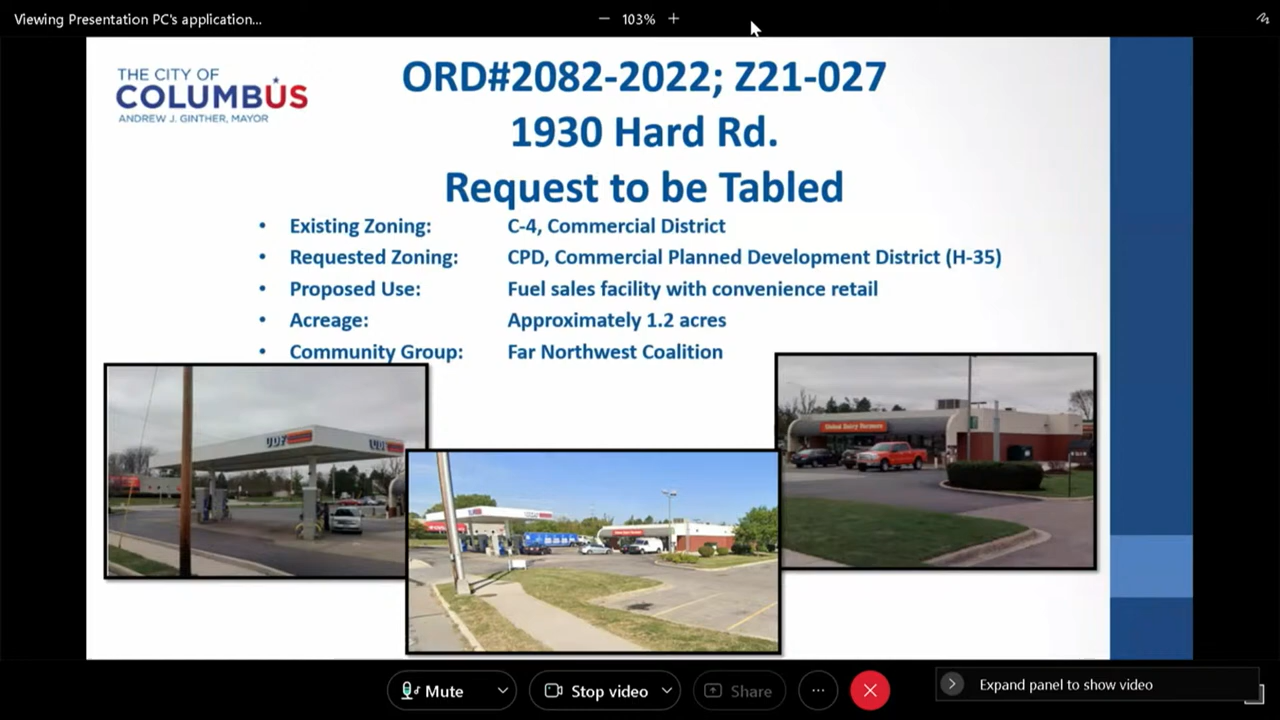 Viewing Presentation PC's application...
− 103% +
THE CITY OF
COLUMBUS
ANDREW J. GINTHER, MAYOR
ORD#2082-2022; Z21-027
1930 Hard Rd.
Request to be Tabled
• Existing Zoning: C-4, Commercial District
• Requested Zoning: CPD, Commercial Planned Development District (H-35)
• Proposed Use: Fuel sales facility with convenience retail
• Acreage: Approximately 1.2 acres
• Community Group: Far Northwest Coalition
UDF
UDF
United Dairy Farmers
Mute
Stop video
Share
...
Expand panel to show video